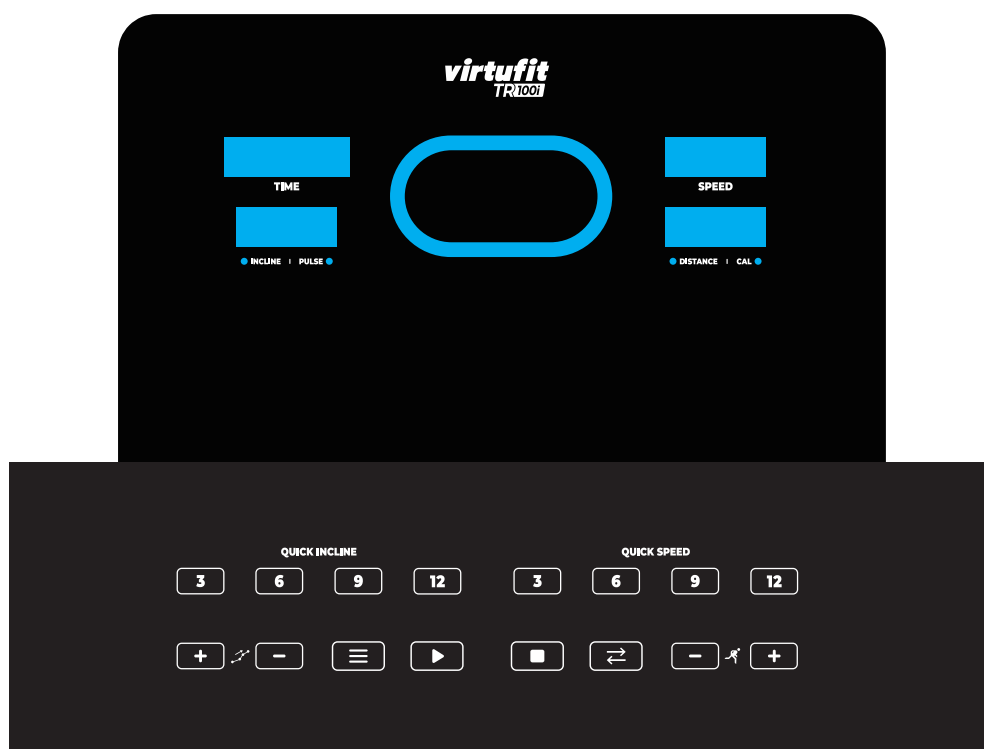 virtufit
TR100i
TIME
SPEED
INCLINE | PULSE
DISTANCE | CAL
QUICK INCLINE
QUICK SPEED
3 6 9 12
3 6 9 12
+ −
− +